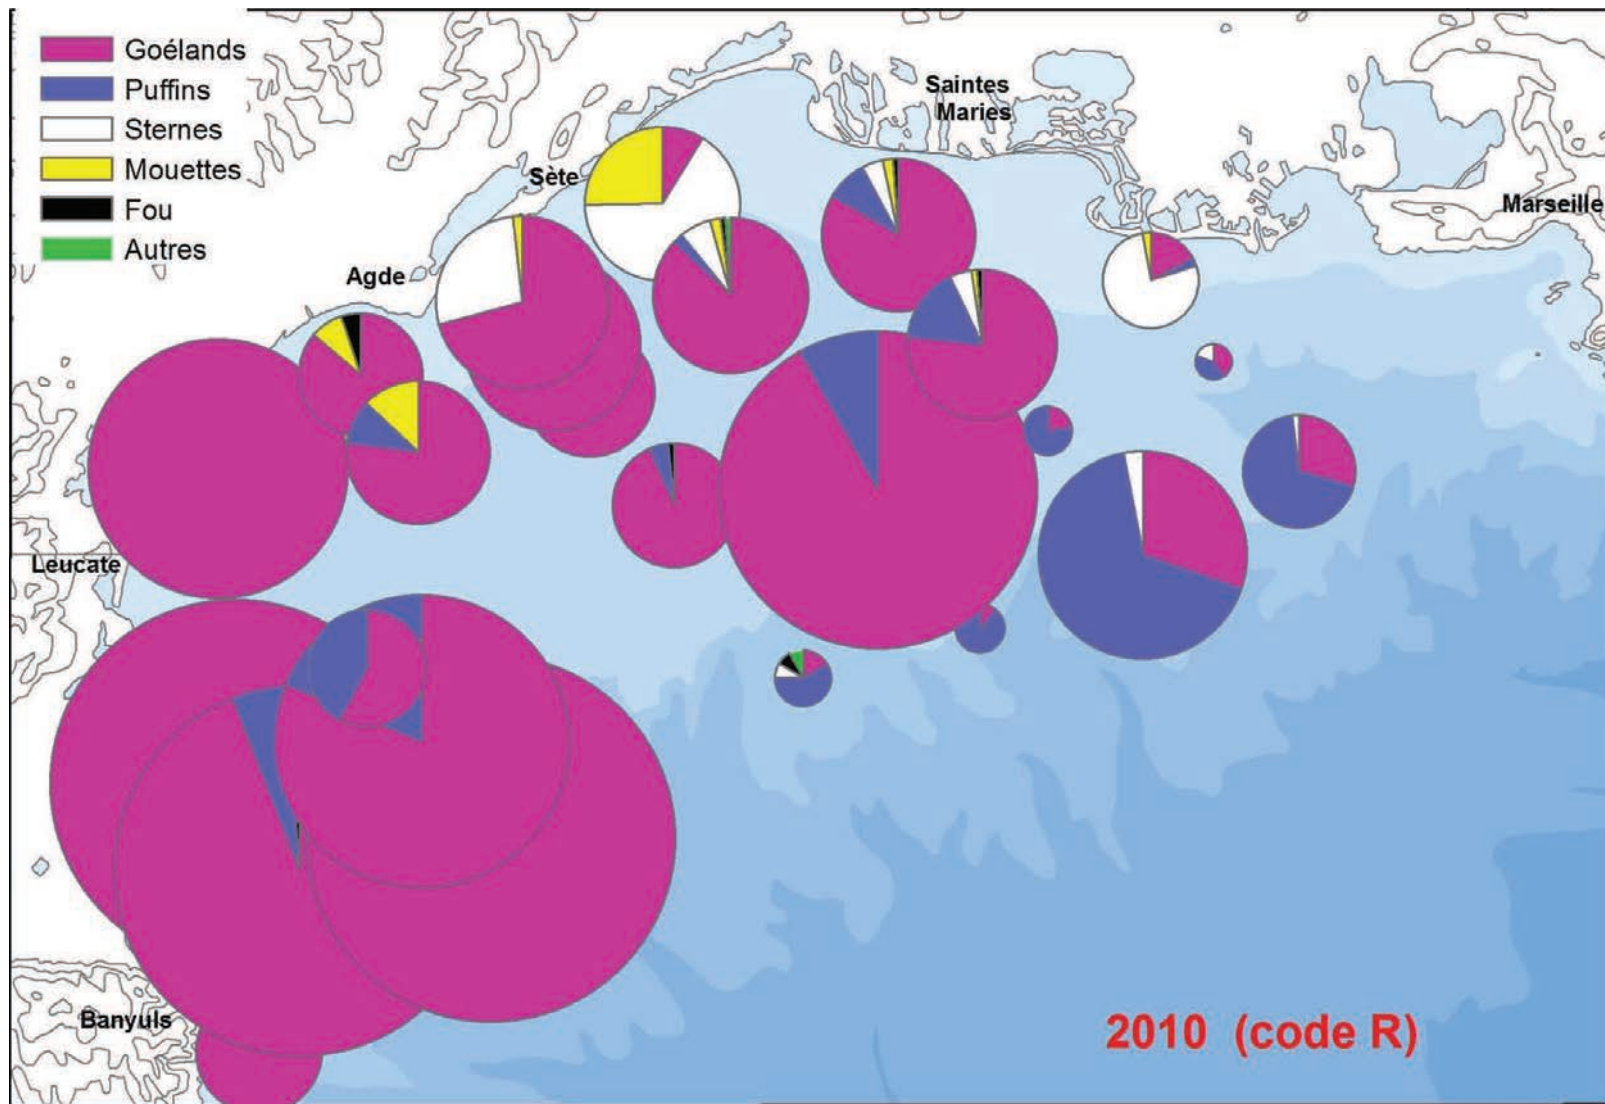 Goélands
Puffins
Sternes
Mouettes
Fou
Autres
Saintes
Maries
Sète
Marseille
Agde
Leucate
Banyuls
2010 (code R)